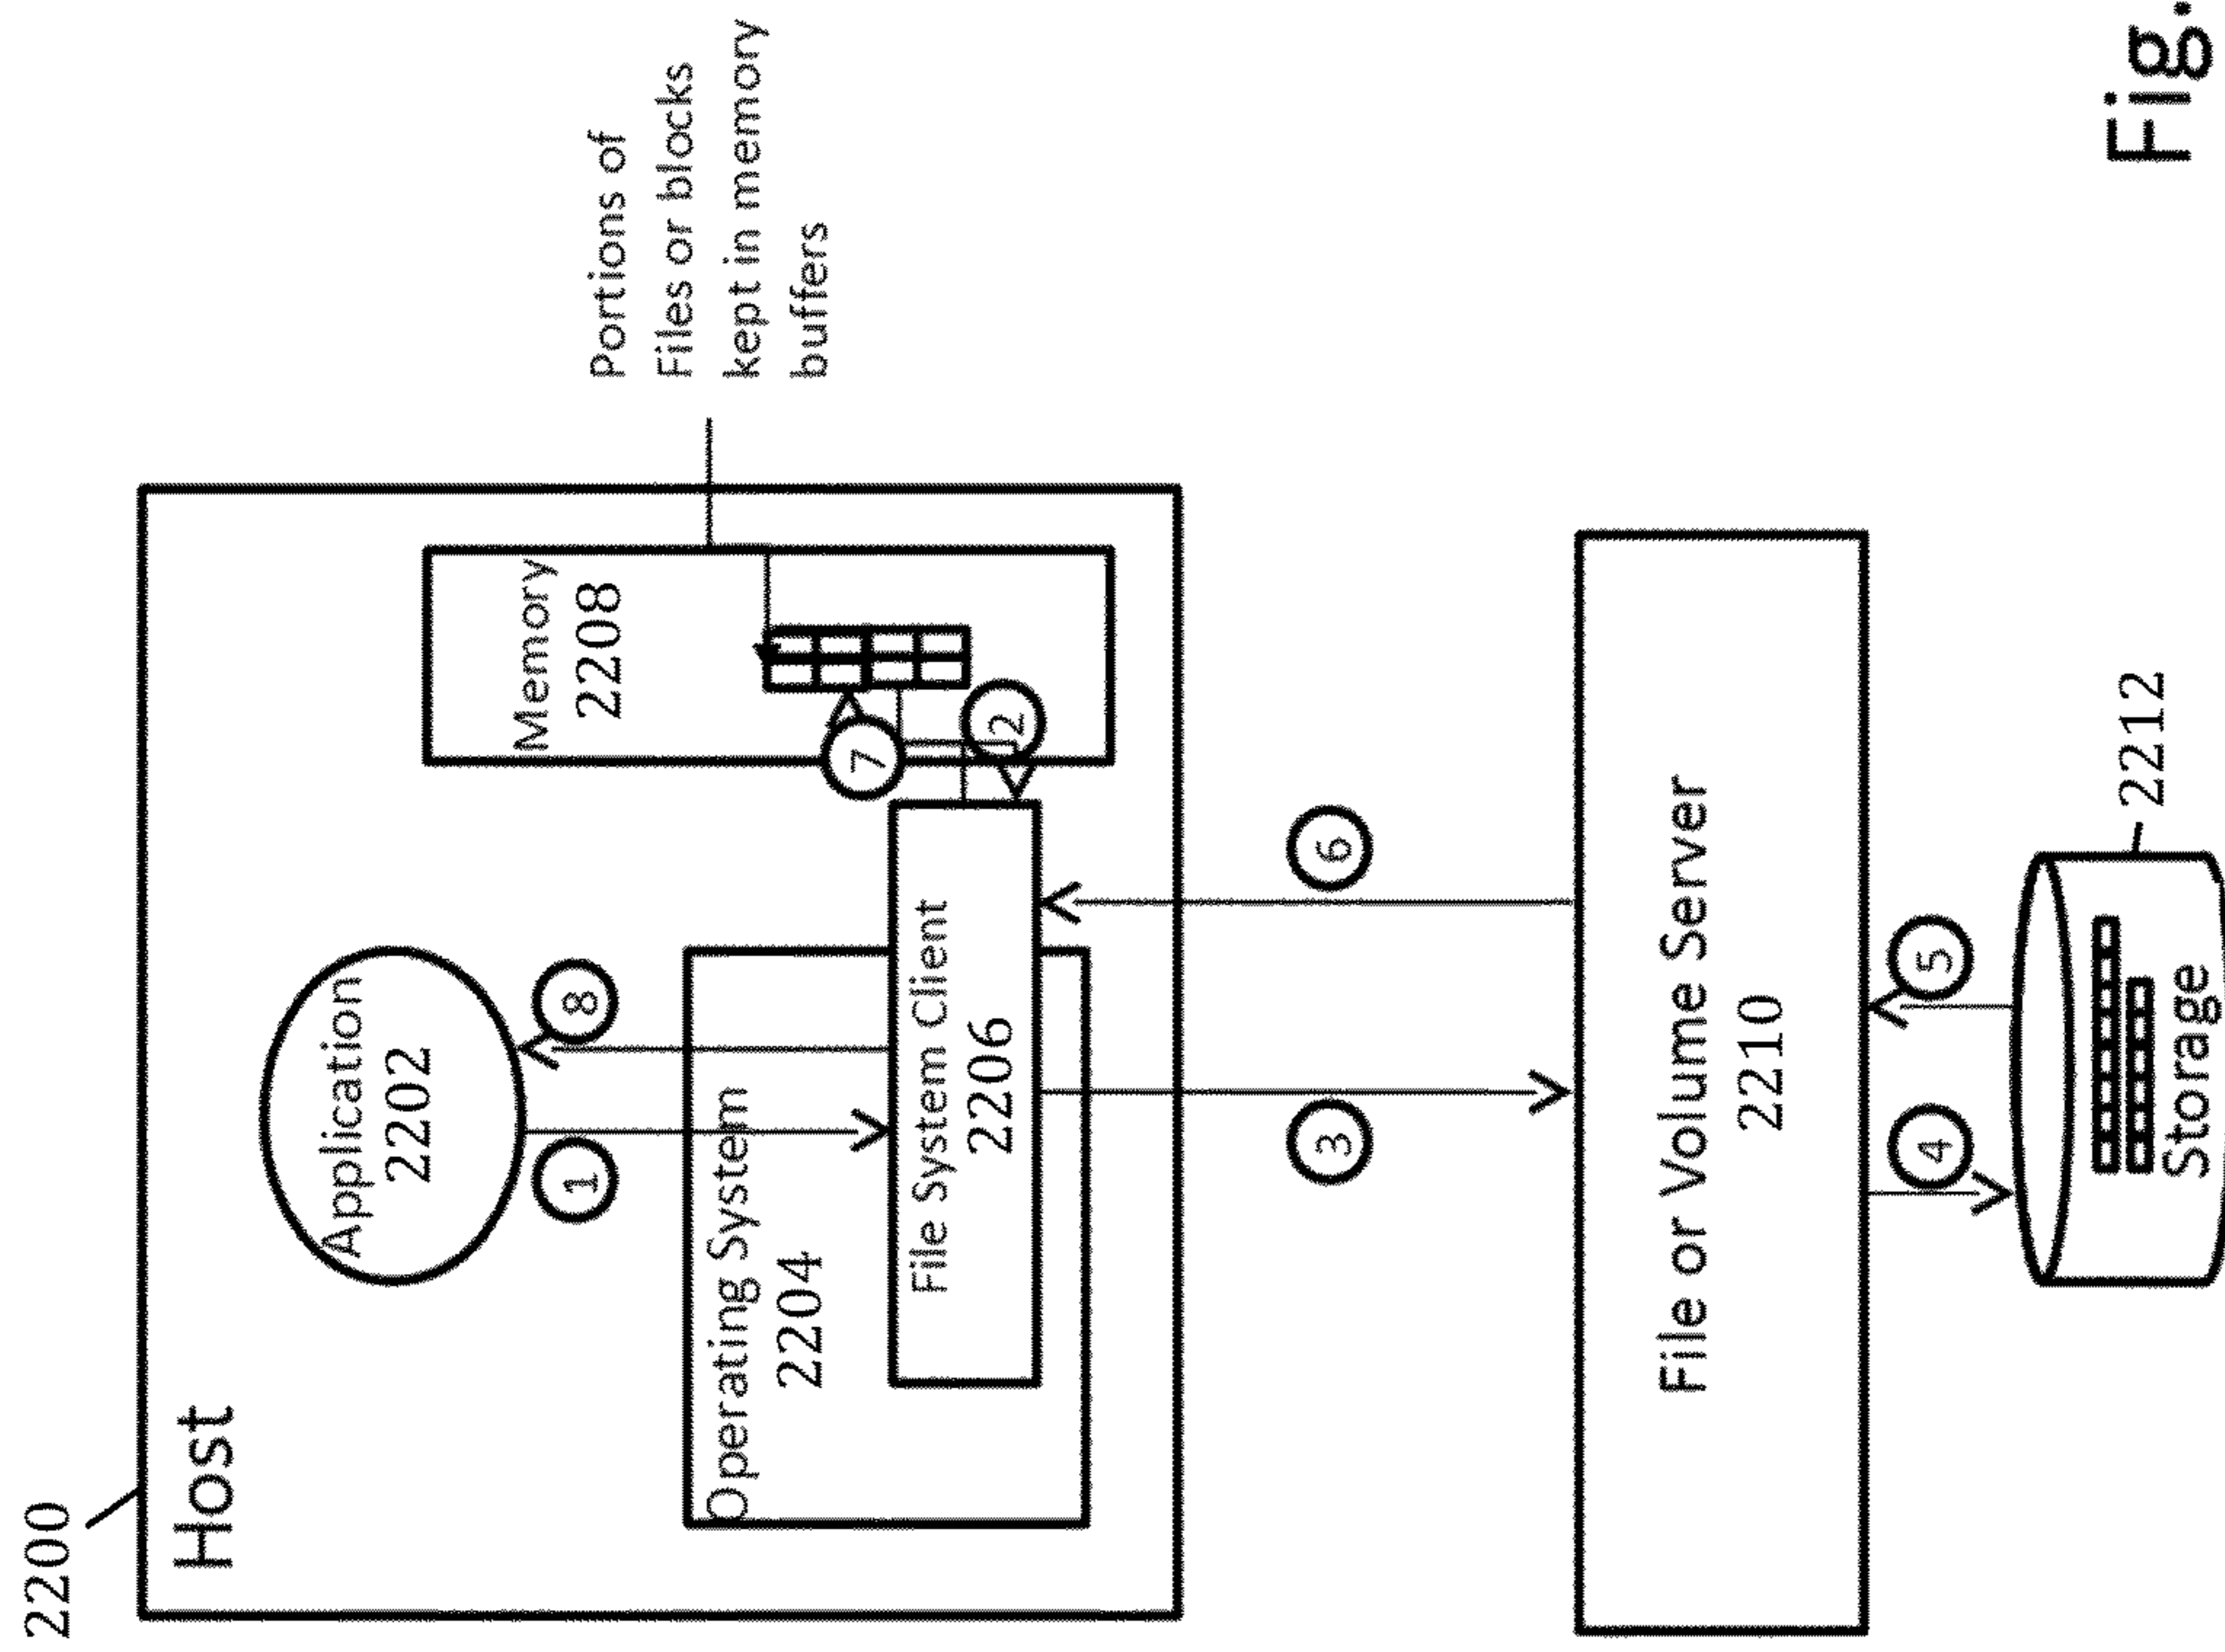 2200
Host
Application
2202
8
1
Operating System
2204
File System Client
2206
Memory
2208
7
2
Portions of
Files or blocks
kept in memory
buffers
3
6
File or Volume Server
2210
4
5
Storage
2212
Fig.